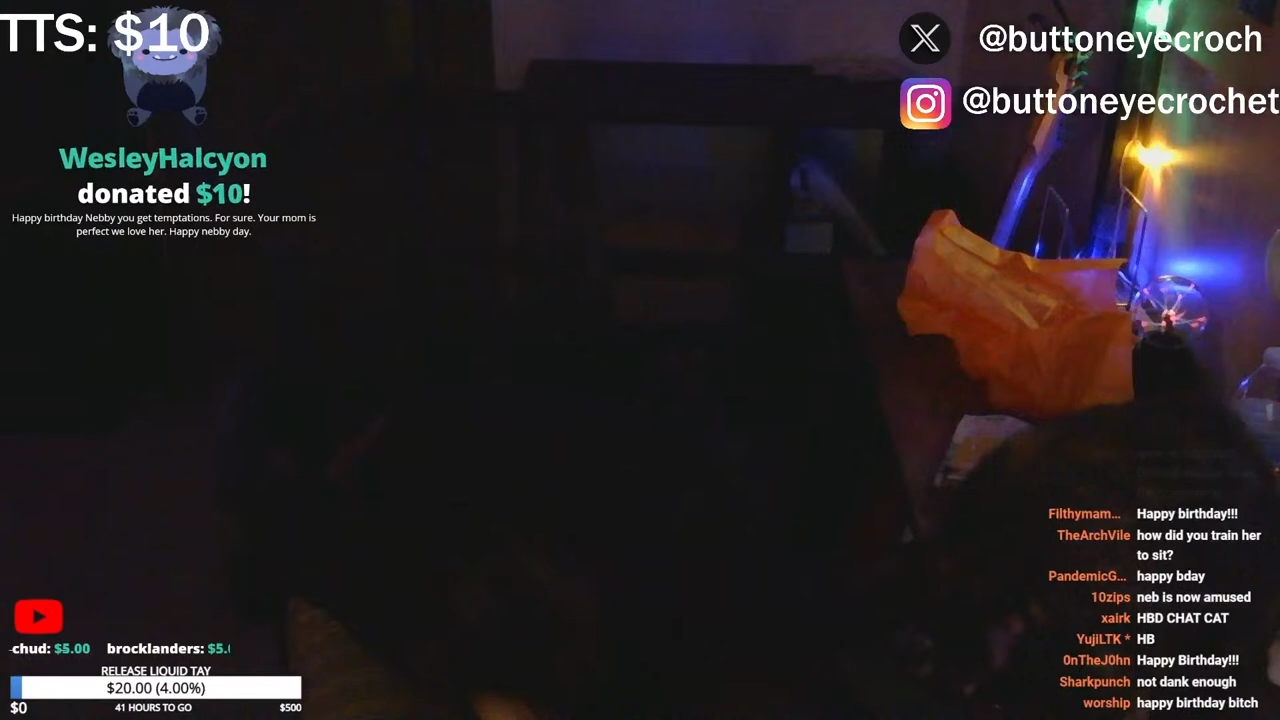 TTS: $10
@buttoneyecroch
@buttoneyecrochet
WesleyHalcyon
donated $10!
Happy birthday Nebby you get temptations. For sure. Your mom is
perfect we love her. Happy nebby day.
Filthymam... Happy birthday!!!
TheArchVile how did you train her
to sit?
PandemicG... happy bday
10zips neb is now amused
xairk HBD CHAT CAT
YujiLTK * HB
0nTheJ0hn Happy Birthday!!!
Sharkpunch not dank enough
worship happy birthday bitch
chud: $5.00 brocklanders: $5.
RELEASE LIQUID TAY
$20.00 (4.00%)
$0 41 HOURS TO GO $500